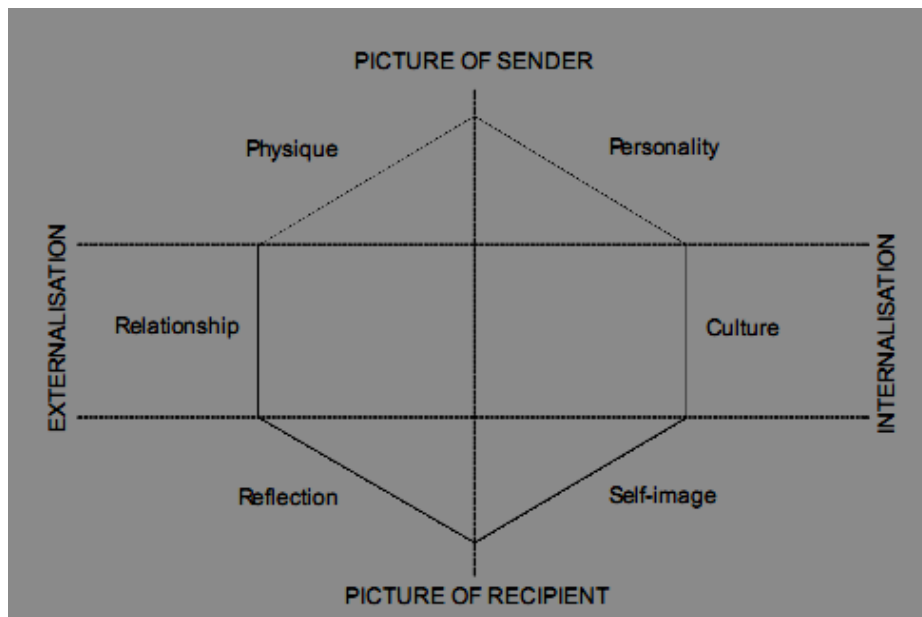 PICTURE OF SENDER
Physique
Personality
EXTERNALISATION
INTERNALISATION
Relationship
Culture
Reflection
Self-image
PICTURE OF RECIPIENT